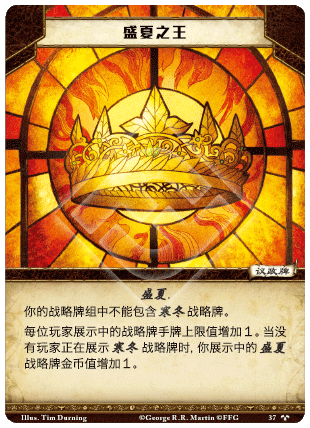 盛夏之王
议政牌
盛夏.
你的战略牌组中不能包含 寒冬 战略牌。
每位玩家展示中的战略牌手牌上限值增加１。当没
有玩家正在展示 寒冬 战略牌时，你展示中的 盛夏
战略牌金币值增加１。
Illus. Tim Durning ©George R.R. Martin ©FFG 37